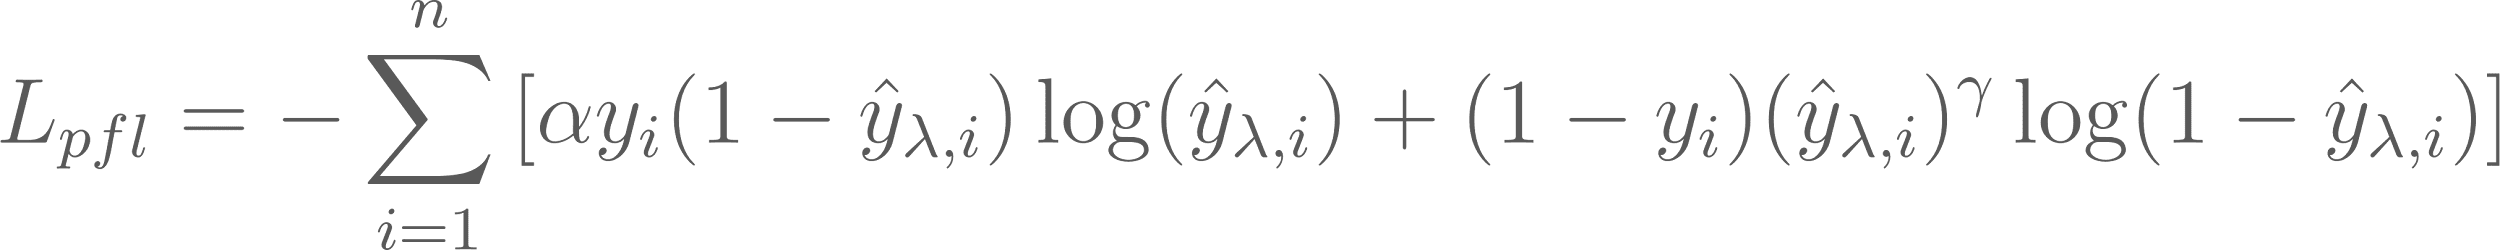 L_{pfl} = -\sum_{i=1}^{n} [\alpha y_i(1 - \hat{y}_{\lambda,i}) \log(\hat{y}_{\lambda,i}) + (1 - y_i)(\hat{y}_{\lambda,i})^{\gamma} \log(1 - \hat{y}_{\lambda,i})]